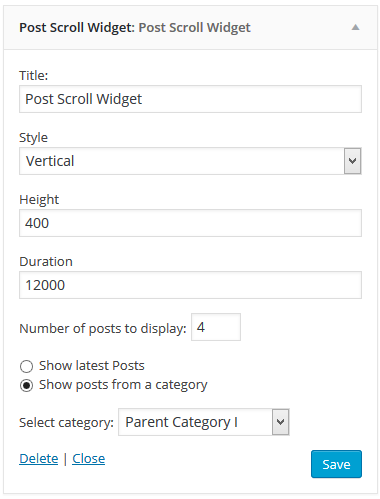 Post Scroll Widget: Post Scroll Widget
Title:
Post Scroll Widget
Style
Vertical
Height
400
Duration
12000
Number of posts to display: 4
Show latest Posts
Show posts from a category
Select category: Parent Category I
Delete | Close Save